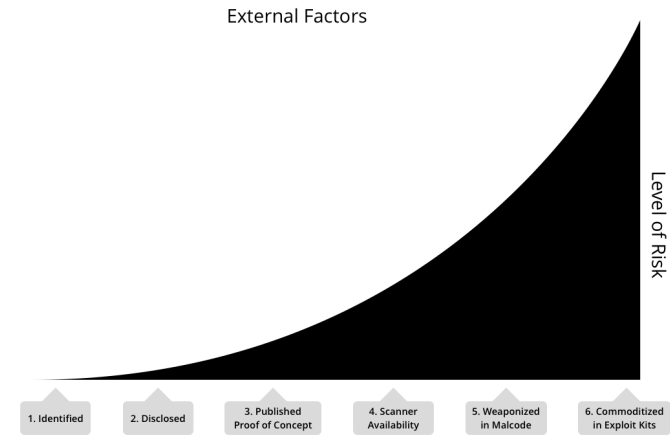 External Factors
Level of Risk
1. Identified
2. Disclosed
3. Published
Proof of Concept
4. Scanner
Availability
5. Weaponized
in Malcode
6. Commoditized
in Exploit Kits